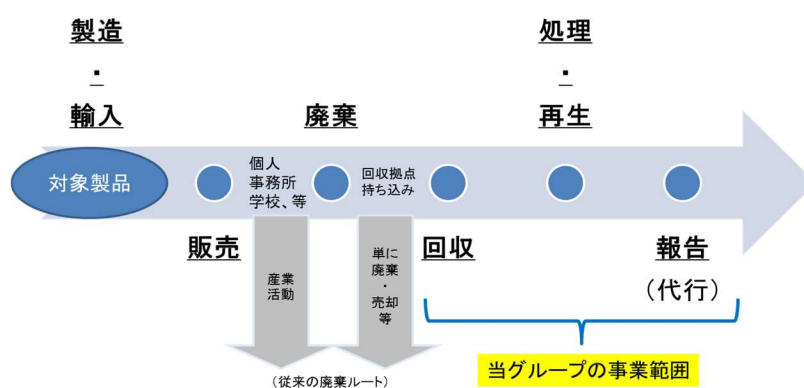 製造
・
輸入
処理
・
再生
廃棄
対象製品
個人
事務所
学校、等
回収拠点
持ち込み
販売
回収
報告
(代行)
産業
活動
単に
廃棄
・
売却
等
(従来の廃棄ルート)
当グループの事業範囲